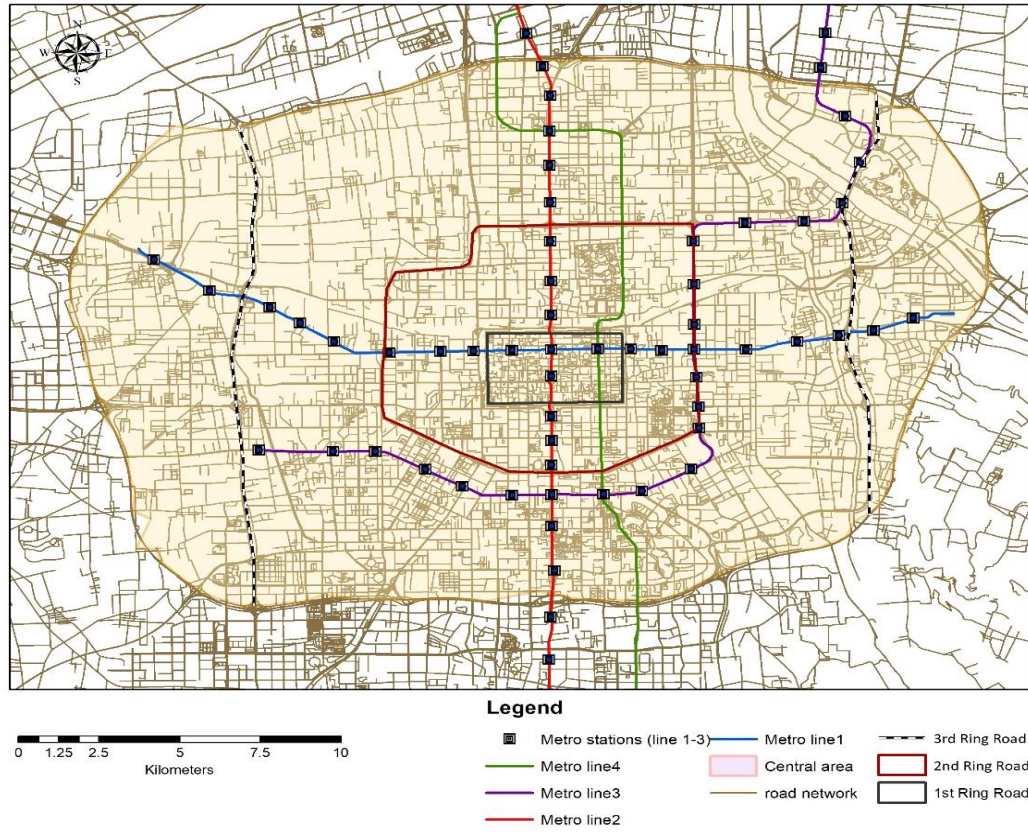 N
W E
S
Legend
0 1.25 2.5 5 7.5 10
Kilometers
Metro stations (line 1-3)
Metro line4
Metro line3
Metro line2
Metro line1
Central area
road network
3rd Ring Road
2nd Ring Road
1st Ring Road